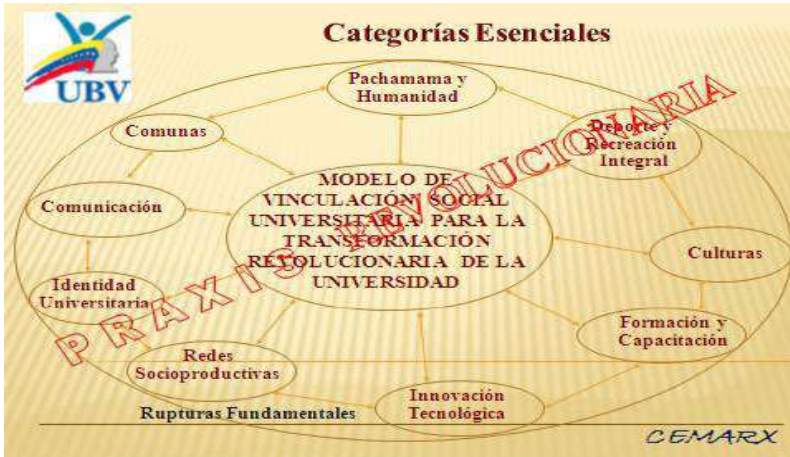 UBV
Categorías Esenciales
Pachamama y
Humanidad
Deporte y
Recreación
Integral
Comunas
Comunicación
MODELO DE
VINCULACIÓN SOCIAL
UNIVERSITARIA PARA LA
TRANSFORMACIÓN
REVOLUCIONARIA DE LA
UNIVERSIDAD
Culturas
Identidad
Universitaria
Formación y
Capacitación
Redes
Socioproductivas
Innovación
Tecnológica
PRAXIS REVOLUCIONARIA
Rupturas Fundamentales
CEMARX